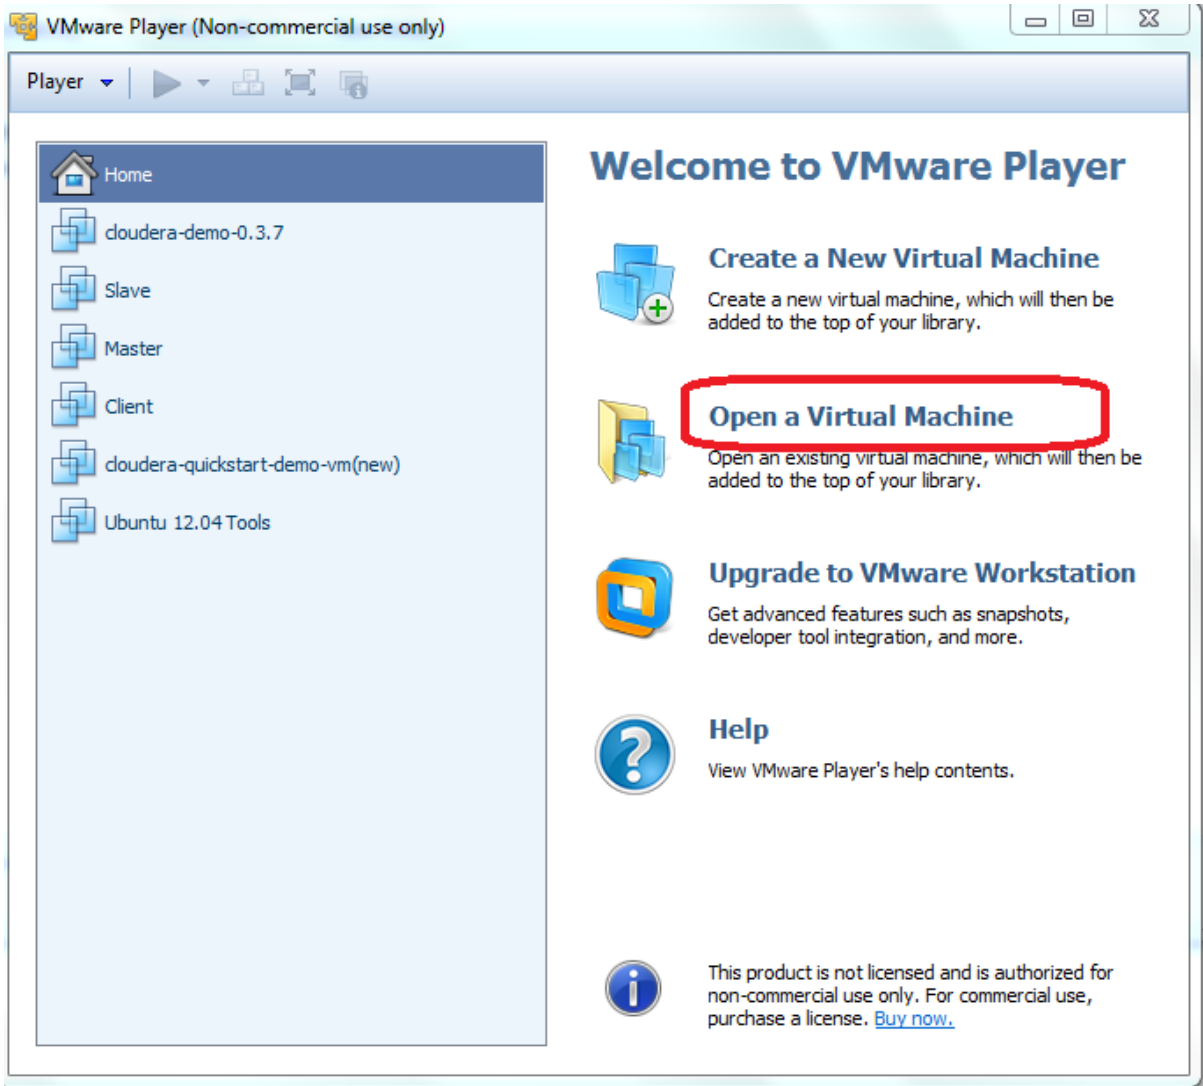 VMware Player (Non-commercial use only)
Player
Home
cloudera-demo-0.3.7
Slave
Master
Client
cloudera-quickstart-demo-vm(new)
Ubuntu 12.04 Tools
Welcome to VMware Player
Create a New Virtual Machine
Create a new virtual machine, which will then be
added to the top of your library.
Open a Virtual Machine
Open an existing virtual machine, which will then be
added to the top of your library.
Upgrade to VMware Workstation
Get advanced features such as snapshots,
developer tool integration, and more.
Help
View VMware Player's help contents.
This product is not licensed and is authorized for
non-commercial use only. For commercial use,
purchase a license. Buy now.